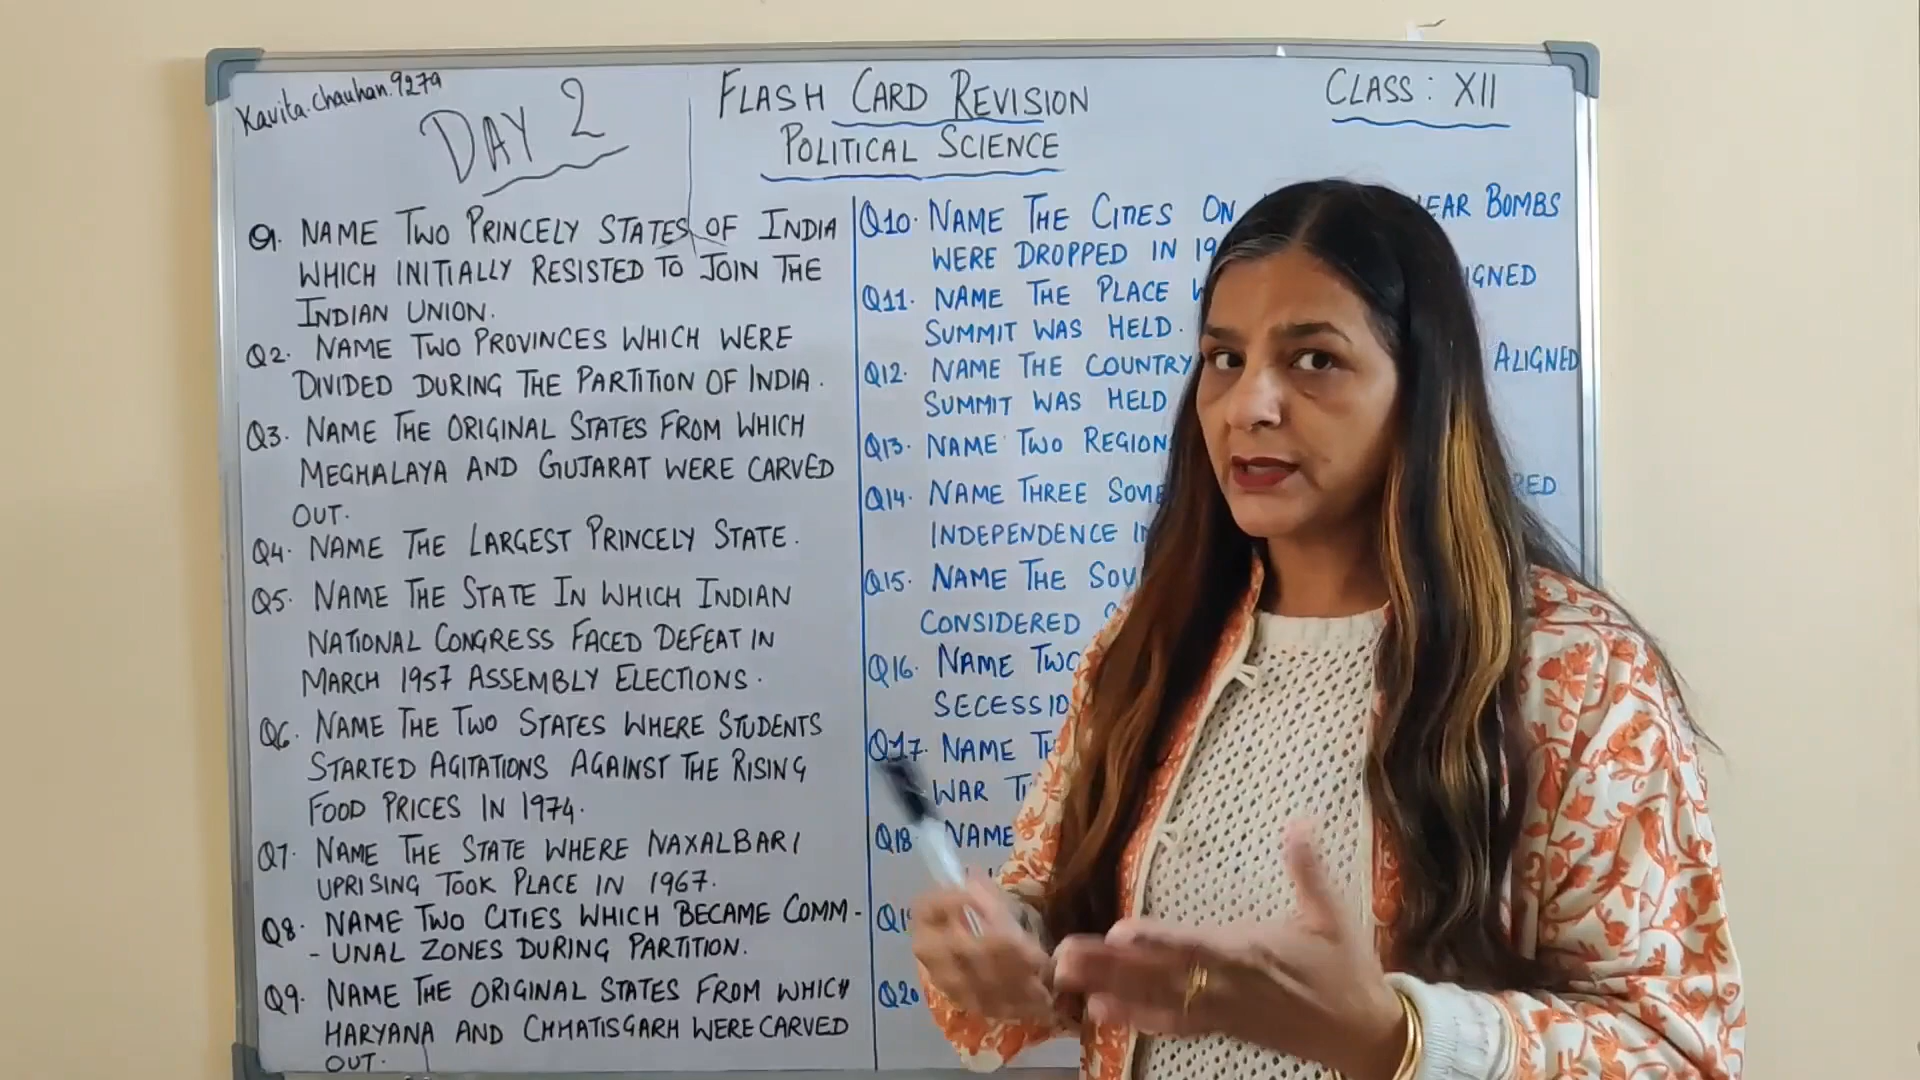 Kavita.chauhan.9279
DAY 2
FLASH CARD REVISION
POLITICAL SCIENCE
CLASS : XII
Q1. NAME TWO PRINCELY STATES OF INDIA
WHICH INITIALLY RESISTED TO JOIN THE
INDIAN UNION.
Q2. NAME TWO PROVINCES WHICH WERE
DIVIDED DURING THE PARTITION OF INDIA.
Q3. NAME THE ORIGINAL STATES FROM WHICH
MEGHALAYA AND GUJARAT WERE CARVED
OUT.
Q4. NAME THE LARGEST PRINCELY STATE.
Q5. NAME THE STATE IN WHICH INDIAN
NATIONAL CONGRESS FACED DEFEAT IN
MARCH 1957 ASSEMBLY ELECTIONS.
Q6. NAME THE TWO STATES WHERE STUDENTS
STARTED AGITATIONS AGAINST THE RISING
FOOD PRICES IN 1974.
Q7. NAME THE STATE WHERE NAXALBARI
UPRISING TOOK PLACE IN 1967.
Q8. NAME TWO CITIES WHICH BECAME COMM-
- UNAL ZONES DURING PARTITION.
Q9. NAME THE ORIGINAL STATES FROM WHICH
HARYANA AND CHHATISGARH WERE CARVED
OUT.
Q10. NAME THE CITIES ON BOMBS
WERE DROPPED IN
Q11. NAME THE PLACE
SUMMIT WAS HELD.
Q12. NAME THE COUNTRY ALIGNED
SUMMIT WAS HELD
Q13. NAME TWO
Q14. NAME THREE
INDEPENDENCE
Q15. NAME THE
CONSIDERED
Q16. NAME TWO
Q17. NAME
WAR
Q18. NAME
Q20